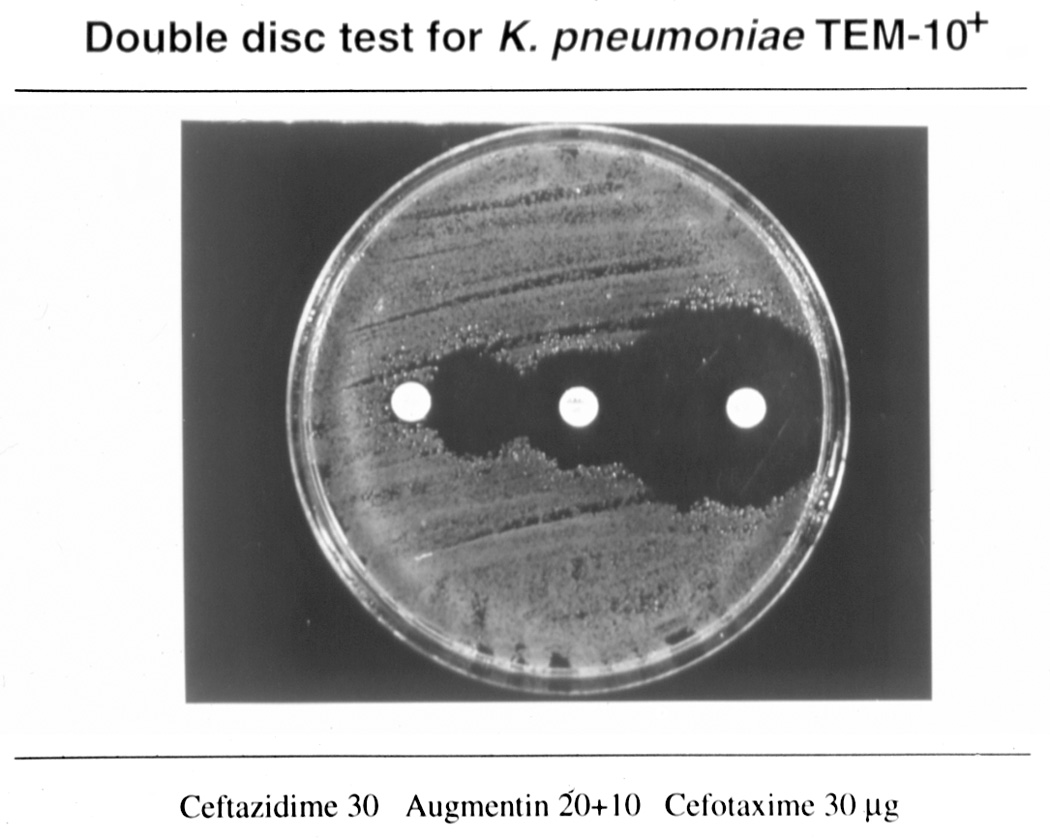 Double disc test for K. pneumoniae TEM-10⁺
Ceftazidime 30 Augmentin 20+10 Cefotaxime 30 µg